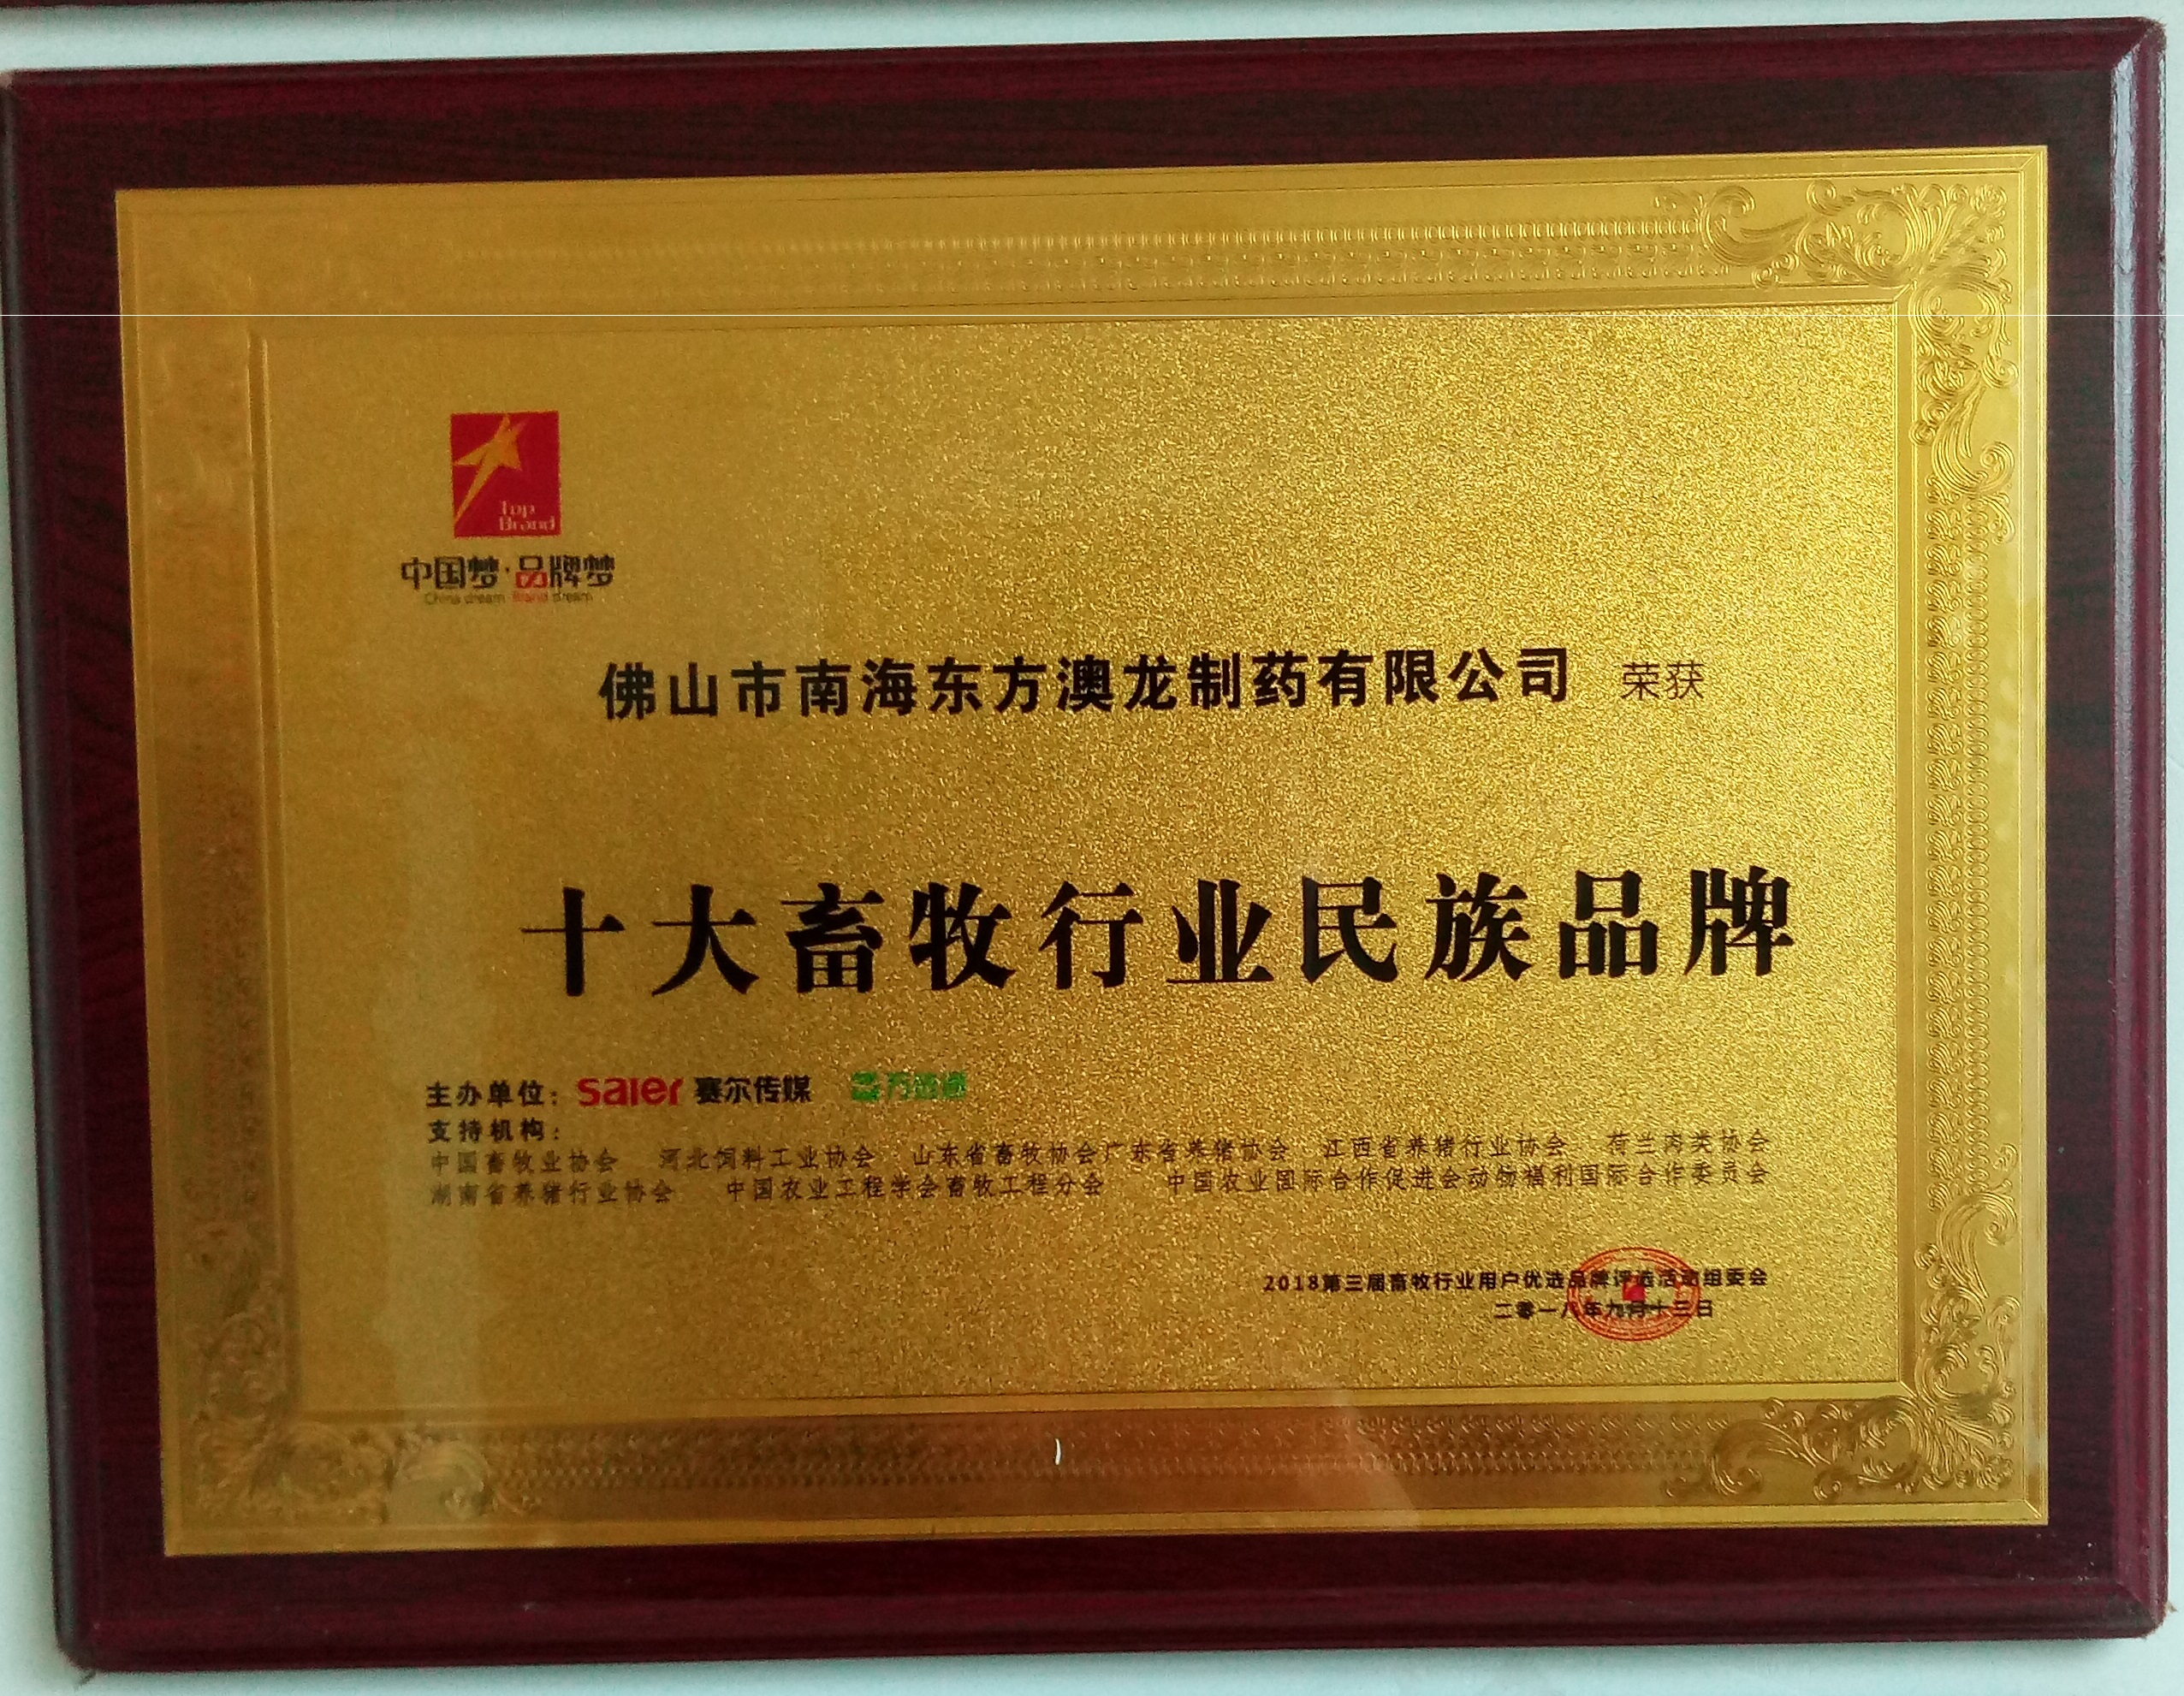 Top
Brand
中国梦·品牌梦
China dream Brand dream
佛山市南海东方澳龙制药有限公司 荣获
十大畜牧行业民族品牌
主办单位：saier 赛尔传媒
支持机构：
中国畜牧业协会 河北饲料工业协会 山东省畜牧协会广东省养猪协会 江西省养猪行业协会 荷兰肉类协会
湖南省养猪行业协会 中国农业工程学会畜牧工程分会 中国农业国际合作促进会动物福利国际合作委员会
2018第三届畜牧行业用户优选品牌评选活动组委会
二零一八年九月十三日